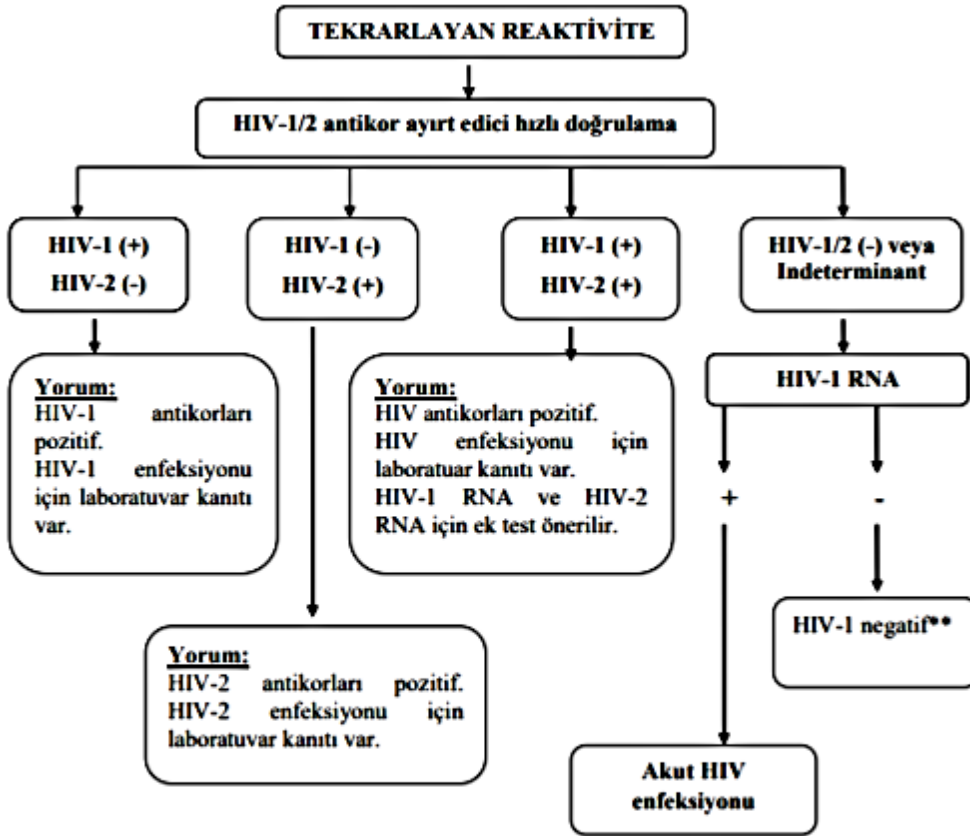 TEKRARLAYAN REAKTİVİTE
HIV-1/2 antikor ayırt edici hızlı doğrulama
HIV-1 (+)
HIV-2 (-)
HIV-1 (-)
HIV-2 (+)
HIV-1 (+)
HIV-2 (+)
HIV-1/2 (-) veya
Indeterminant
Yorum:
HIV-1 antikorları
pozitif.
HIV-1 enfeksiyonu
için laboratuvar kanıtı
var.
Yorum:
HIV antikorları pozitif.
HIV enfeksiyonu için
laboratuar kanıtı var.
HIV-1 RNA ve HIV-2
RNA için ek test önerilir.
HIV-1 RNA
+
-
HIV-1 negatif**
Yorum:
HIV-2 antikorları pozitif.
HIV-2 enfeksiyonu için
laboratuvar kanıtı var.
Akut HIV
enfeksiyonu